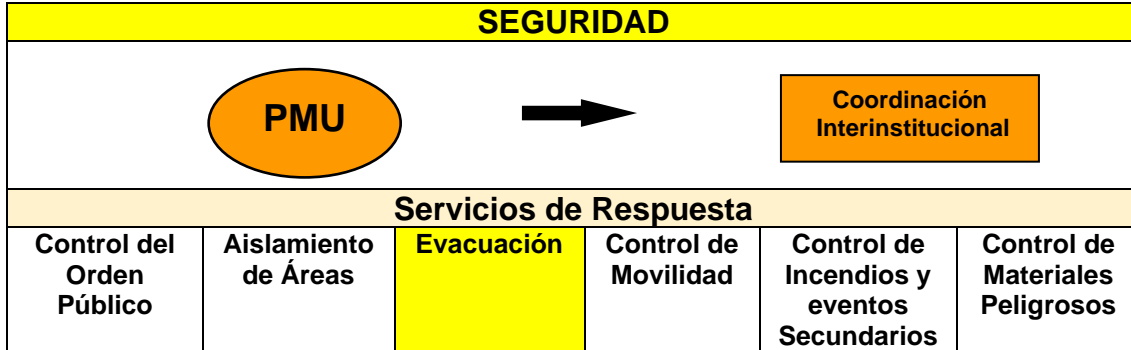 SEGURIDAD
PMU
Coordinación
Interinstitucional
Servicios de Respuesta
Control del
Orden
Público
Aislamiento
de Áreas
Evacuación
Control de
Movilidad
Control de
Incendios y
eventos
Secundarios
Control de
Materiales
Peligrosos